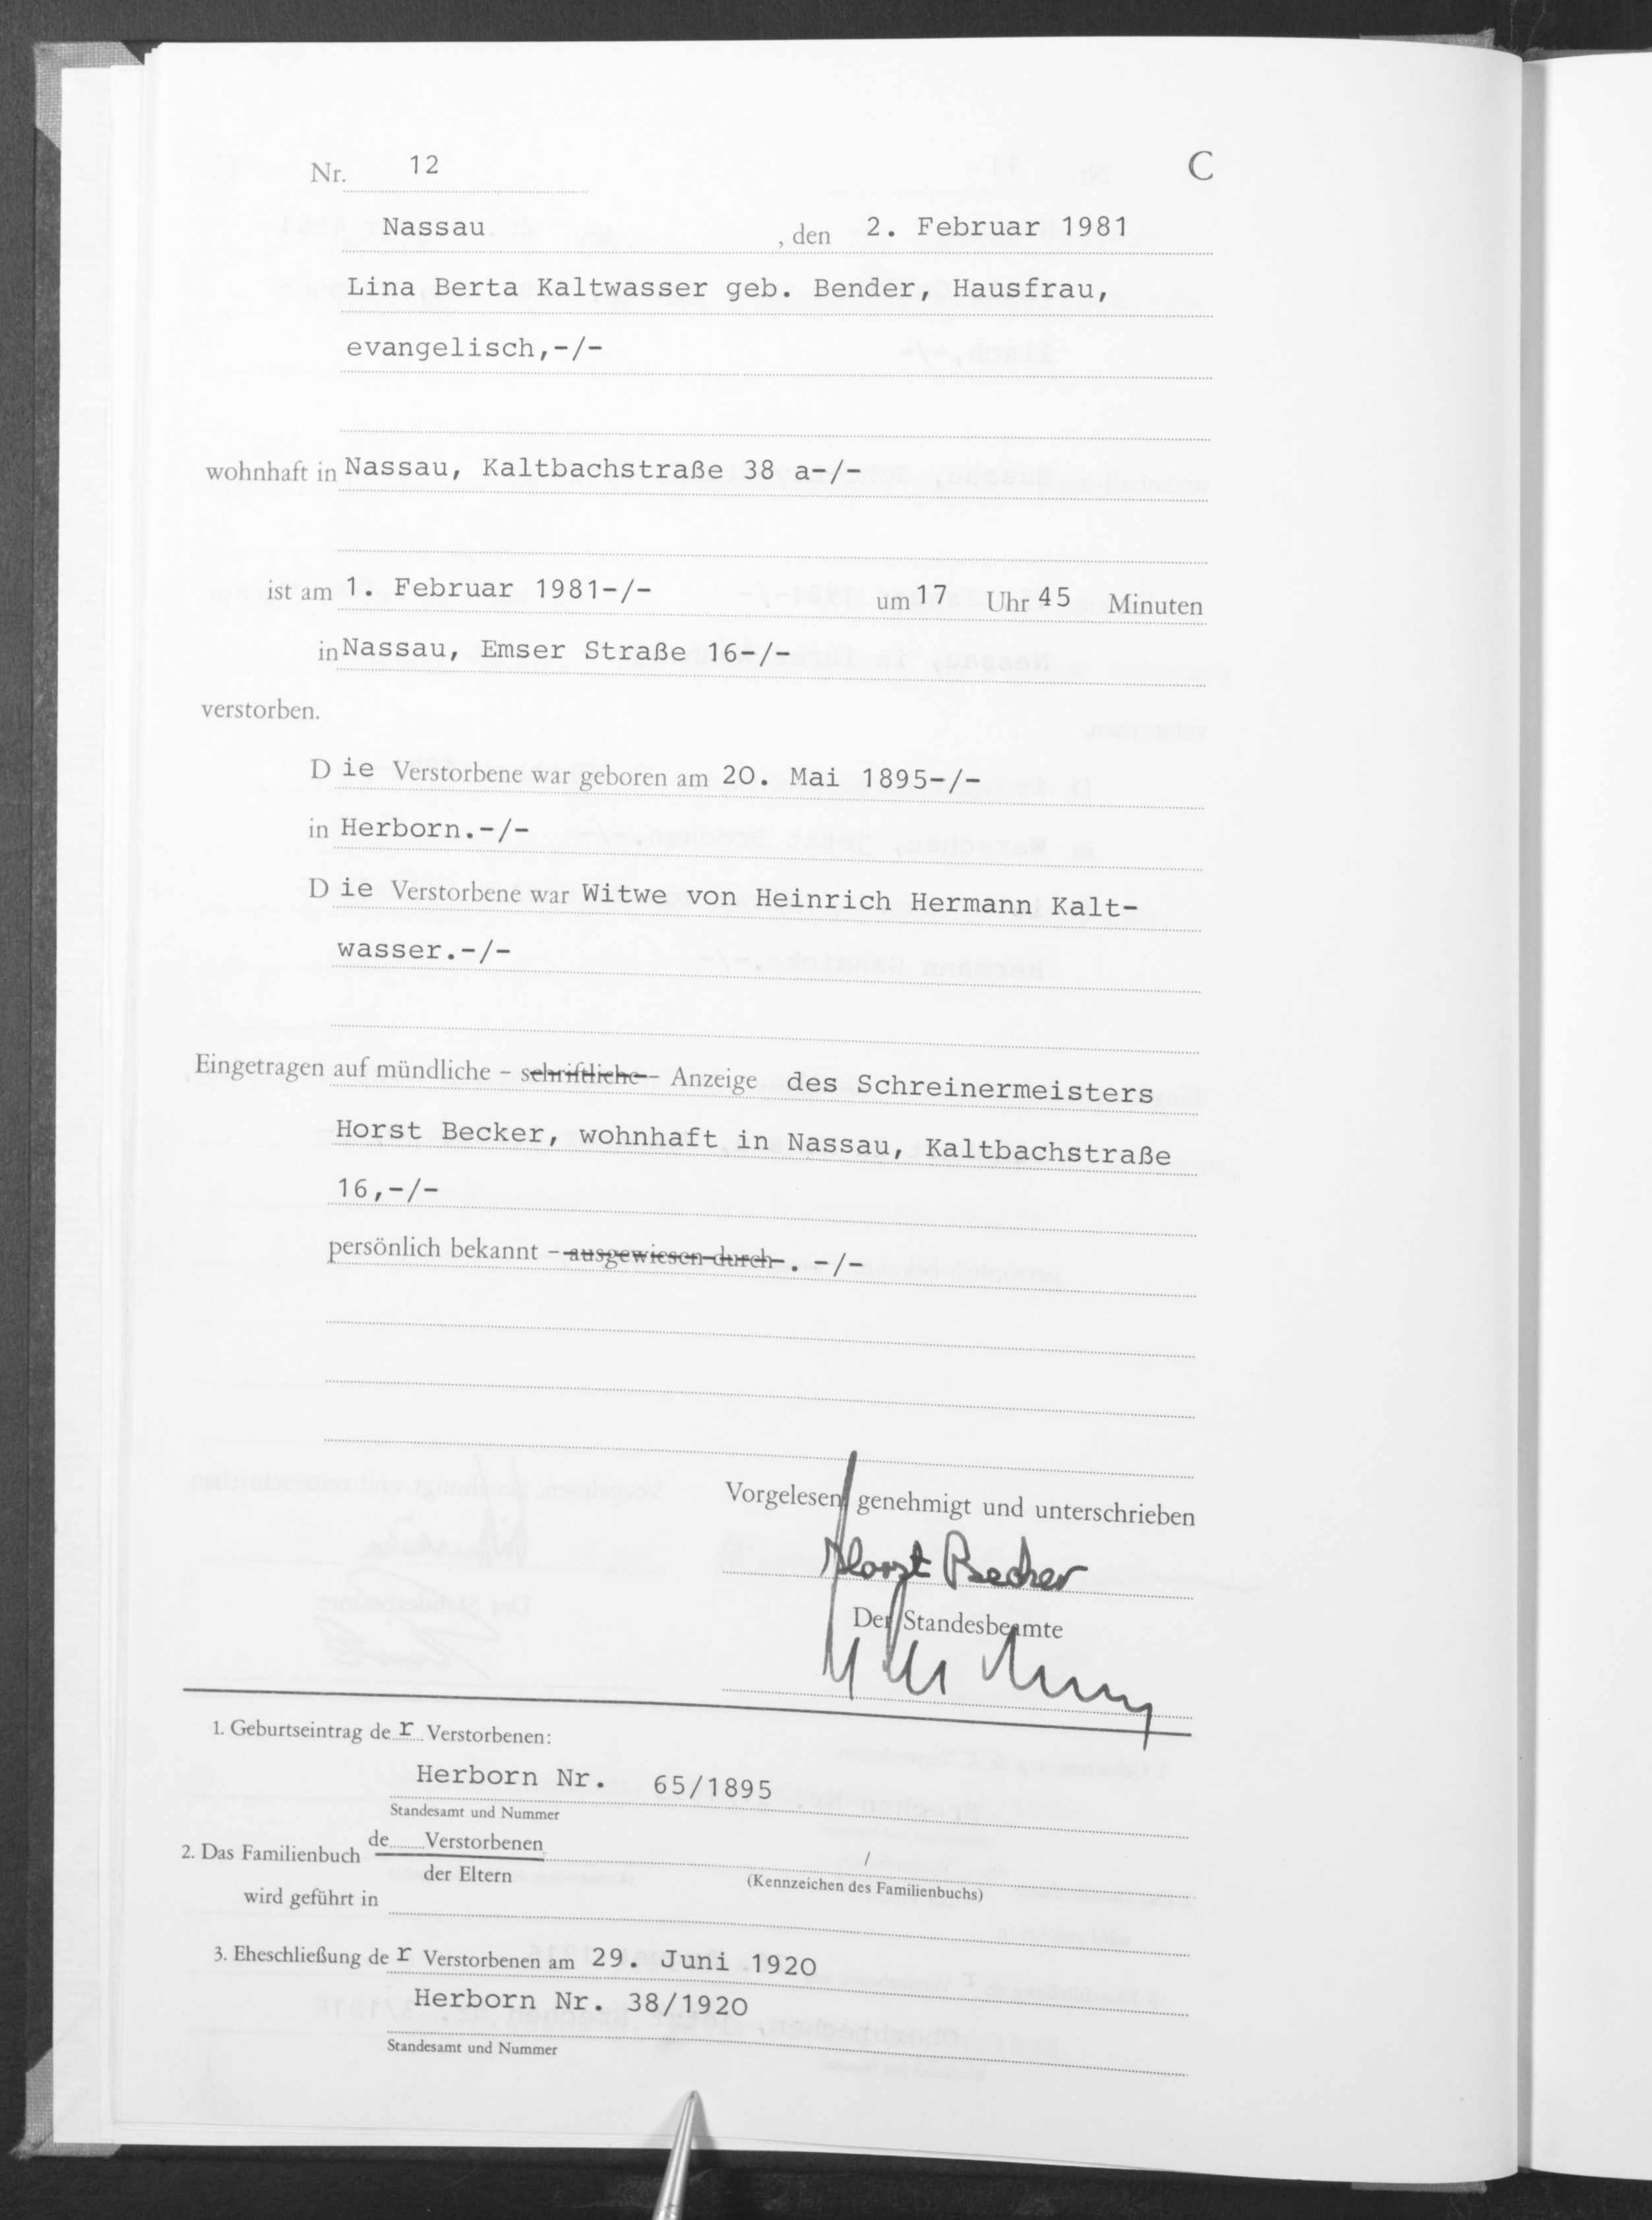 Nr. 12 C
Nassau , den 2. Februar 1981
Lina Berta Kaltwasser geb. Bender, Hausfrau,
evangelisch,-/-
wohnhaft in Nassau, Kaltbachstraße 38 a-/-
ist am 1. Februar 1981-/- um 17 Uhr 45 Minuten
in Nassau, Emser Straße 16-/-
verstorben.
Die Verstorbene war geboren am 20. Mai 1895-/-
in Herborn.-/-
Die Verstorbene war Witwe von Heinrich Hermann Kalt-
wasser.-/-
Eingetragen auf mündliche – schriftliche – Anzeige des Schreinermeisters
Horst Becker, wohnhaft in Nassau, Kaltbachstraße
16,-/-
persönlich bekannt – ausgewiesen durch . -/-
Vorgelesen, genehmigt und unterschrieben
Horst Becker
Der Standesbeamte
1. Geburtseintrag der Verstorbenen:
Herborn Nr. 65/1895
Standesamt und Nummer
2. Das Familienbuch de Verstorbenen /
der Eltern (Kennzeichen des Familienbuchs)
wird geführt in
3. Eheschließung der Verstorbenen am 29. Juni 1920
Herborn Nr. 38/1920
Standesamt und Nummer